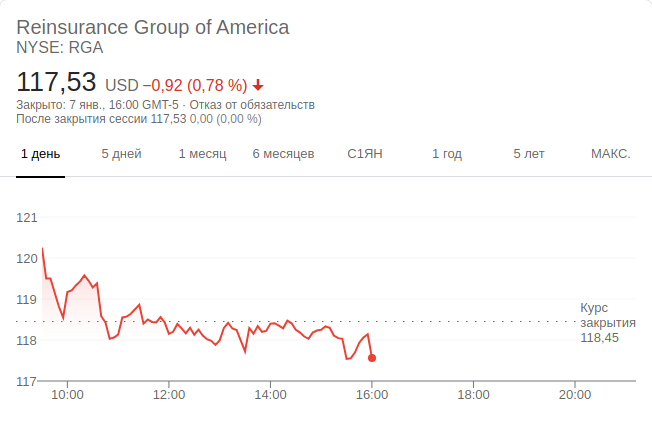 Reinsurance Group of America
NYSE: RGA
117,53 USD −0,92 (0,78 %)
Закрыто: 7 янв., 16:00 GMT-5 · Отказ от обязательств
После закрытия сессии 117,53 0,00 (0,00 %)
1 день 5 дней 1 месяц 6 месяцев С1ЯН 1 год 5 лет МАКС.
121
120
119
118
117
Курс
закрытия
118,45
10:00 12:00 14:00 16:00 18:00 20:00